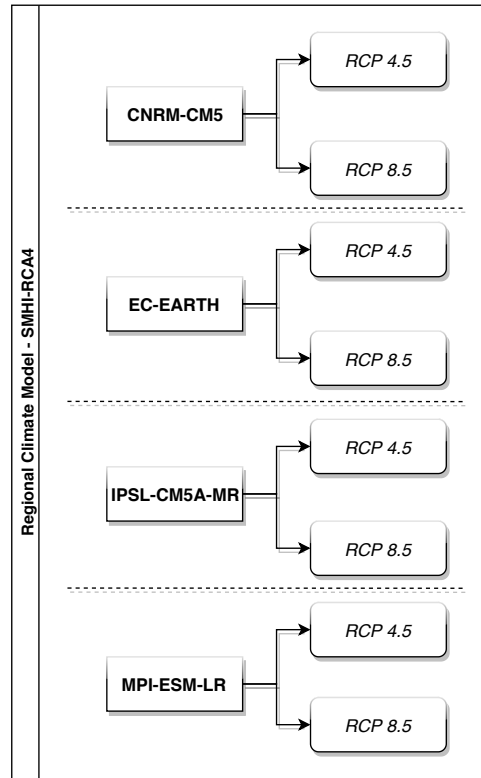 Regional Climate Model - SMHI-RCA4
CNRM-CM5
RCP 4.5
RCP 8.5
EC-EARTH
RCP 4.5
RCP 8.5
IPSL-CM5A-MR
RCP 4.5
RCP 8.5
MPI-ESM-LR
RCP 4.5
RCP 8.5